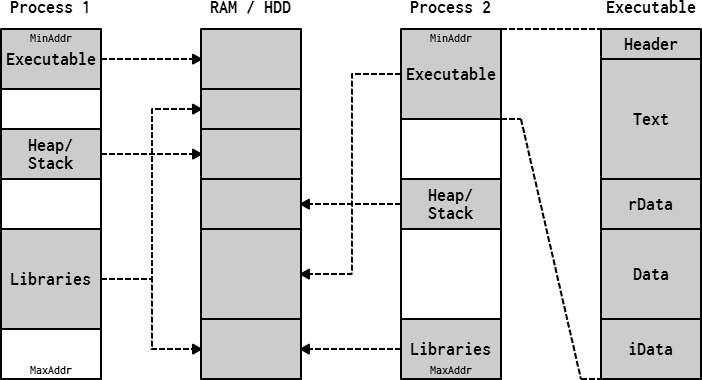 Process 1
RAM / HDD
Process 2
Executable
MinAddr
Executable
Heap/
Stack
Libraries
MaxAddr
MinAddr
Executable
Heap/
Stack
Libraries
MaxAddr
Header
Text
rData
Data
iData